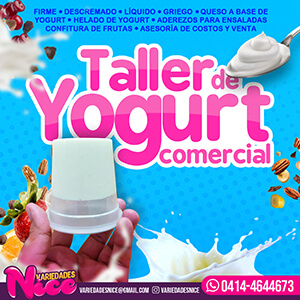 FIRME • DESCREMADO • LÍQUIDO • GRIEGO • QUESO A BASE DE
YOGURT • HELADO DE YOGURT • ADEREZOS PARA ENSALADAS
CONFITURA DE FRUTAS • ASESORÍA DE COSTOS Y VENTA
Taller de
Yogurt
comercial
VARIEDADES
Nice
VARIEDADESNICE@GMAIL.COM
VARIEDADESNICE
0414-4644673